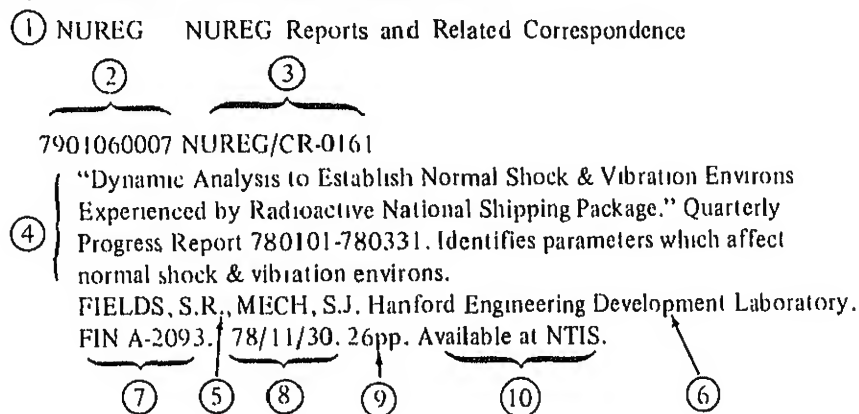 ① NUREG NUREG Reports and Related Correspondence
② ③
7901060007 NUREG/CR-0161
④ "Dynamic Analysis to Establish Normal Shock & Vibration Environs
Experienced by Radioactive National Shipping Package." Quarterly
Progress Report 780101-780331. Identifies parameters which affect
normal shock & vibration environs.
FIELDS, S.R., MECH, S.J. Hanford Engineering Development Laboratory.
FIN A-2093. 78/11/30. 26pp. Available at NTIS.
⑦ ⑤ ⑧ ⑨ ⑩ ⑥